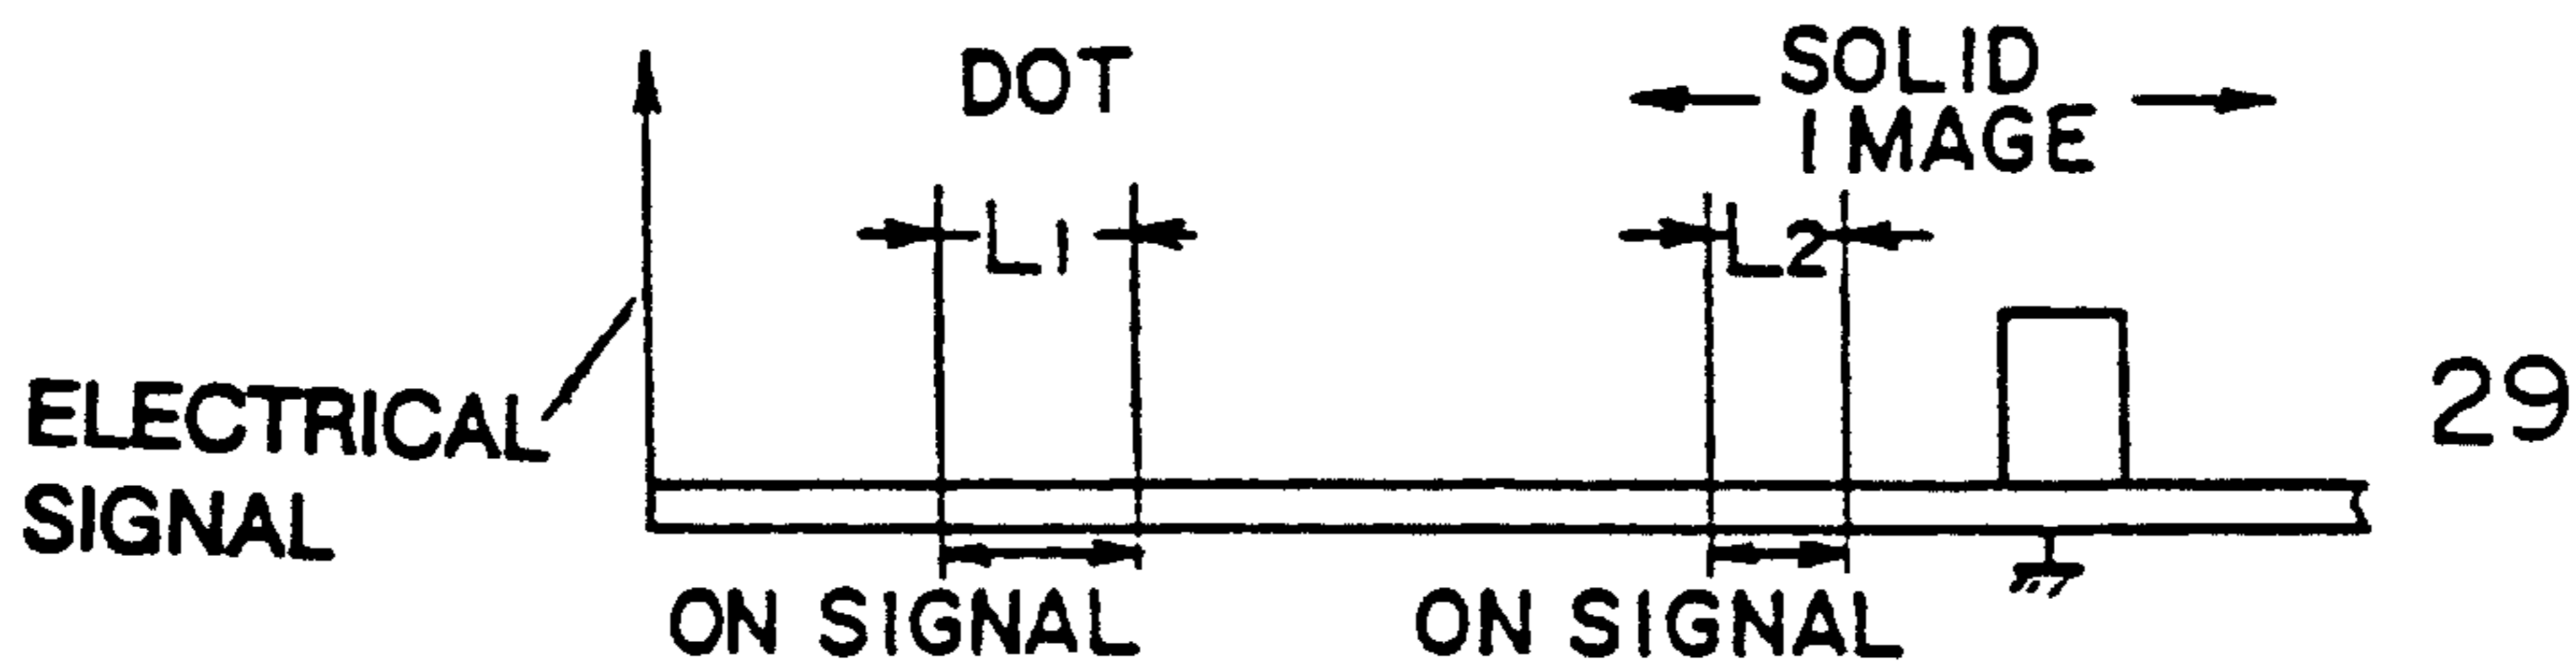 DOT
SOLID
IMAGE
L1
L2
ELECTRICAL
SIGNAL
29
ON SIGNAL
ON SIGNAL